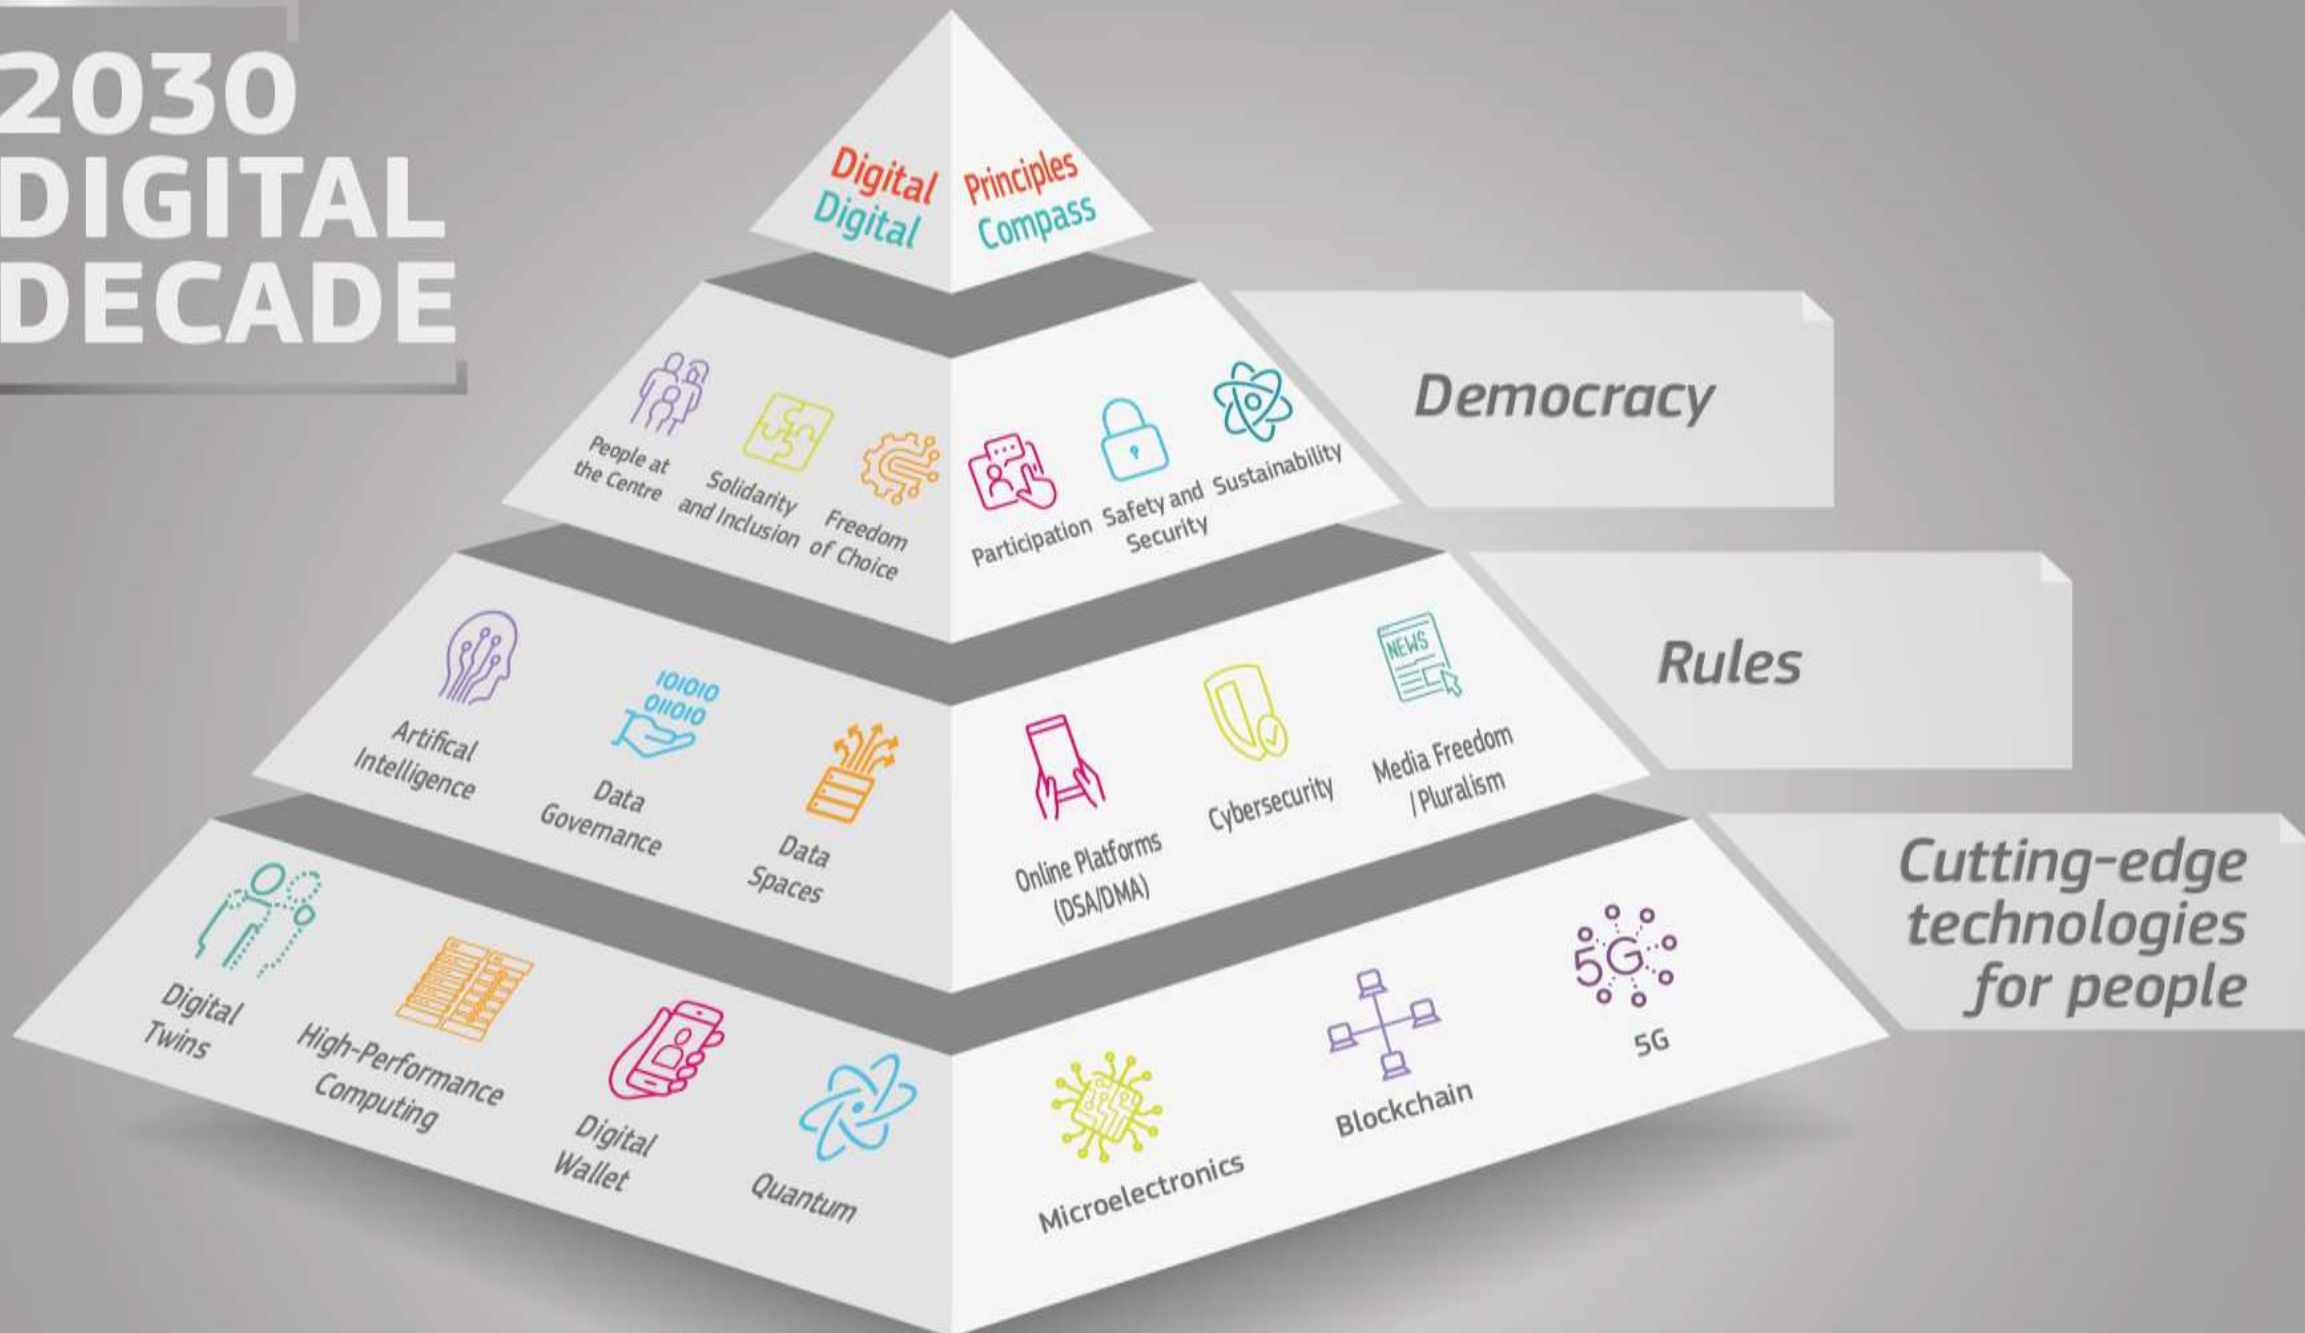 2030
DIGITAL
DECADE
Digital Principles
Digital Compass
Democracy
People at
the Centre
Solidarity
and Inclusion
Freedom
of Choice
Participation
Safety and
Security
Sustainability
Rules
Artifical
Intelligence
101010
011010
Data
Governance
Data
Spaces
Online Platforms
(DSA/DMA)
Cybersecurity
NEWS
Media Freedom
/ Pluralism
Cutting-edge
technologies
for people
Digital
Twins
High-Performance
Computing
Digital
Wallet
Quantum
Microelectronics
Blockchain
5G
5G